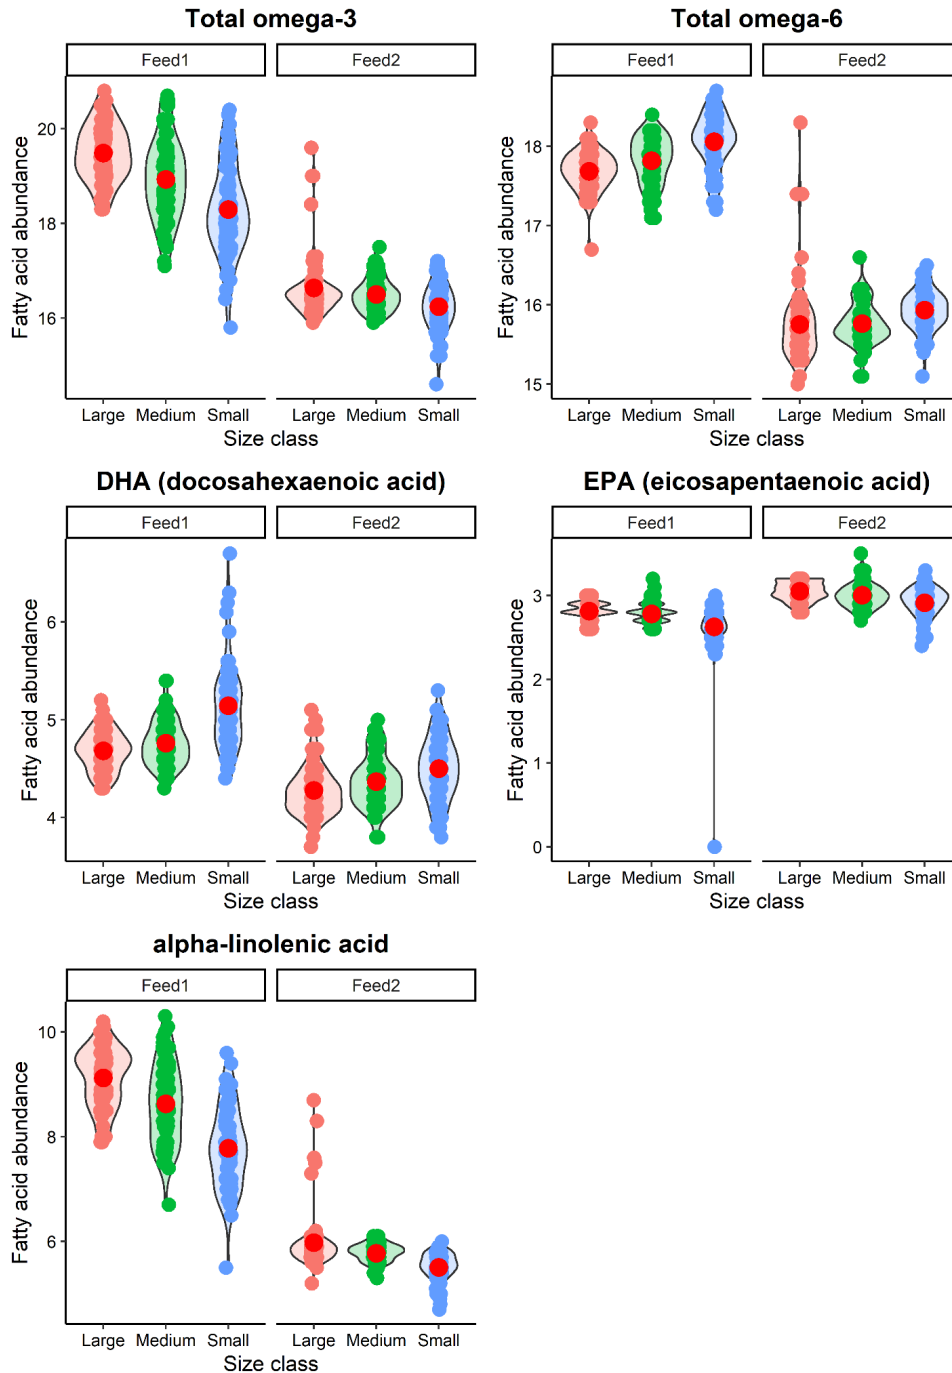 Total omega-3
Feed1 Feed2
Fatty acid abundance
20
18
16
Large Medium Small Large Medium Small
Size class
Total omega-6
Feed1 Feed2
Fatty acid abundance
18
17
16
15
Large Medium Small Large Medium Small
Size class
DHA (docosahexaenoic acid)
Feed1 Feed2
Fatty acid abundance
6
5
4
Large Medium Small Large Medium Small
Size class
EPA (eicosapentaenoic acid)
Feed1 Feed2
Fatty acid abundance
3
2
1
0
Large Medium Small Large Medium Small
Size class
alpha-linolenic acid
Feed1 Feed2
Fatty acid abundance
10
8
6
Large Medium Small Large Medium Small
Size class